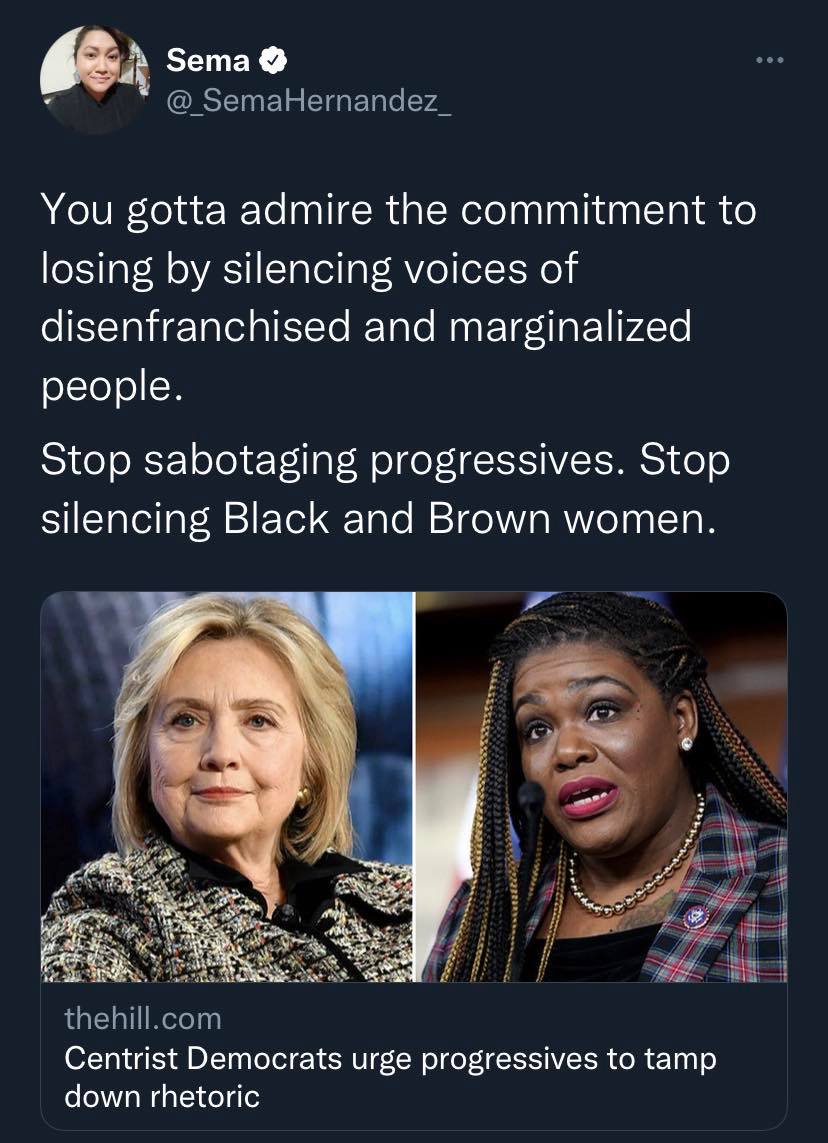 Sema
@_SemaHernandez_
You gotta admire the commitment to
losing by silencing voices of
disenfranchised and marginalized
people.
Stop sabotaging progressives. Stop
silencing Black and Brown women.
thehill.com
Centrist Democrats urge progressives to tamp
down rhetoric